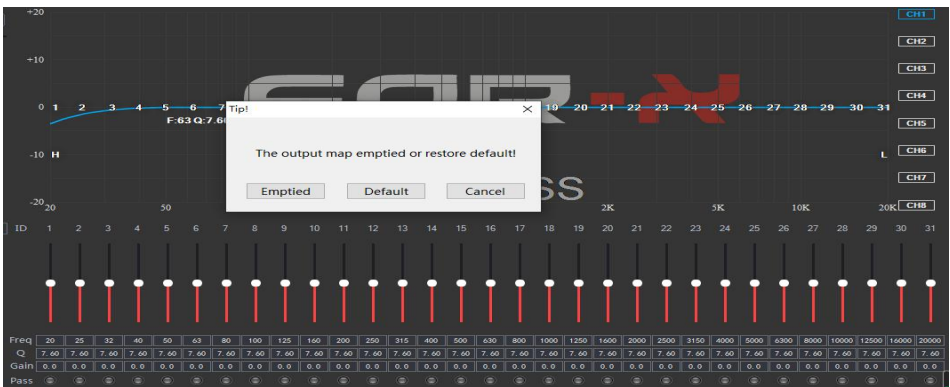 +20
CH1
CH2
+10
CH3
CH4
0 1 2 3 4 5 6 7 19 20 21 22 23 24 25 26 27 28 29 30 31
Tip!
F:63 Q:7.60
CH5
The output map emptied or restore default!
-10 H L CH6
Emptied Default Cancel
CH7
SS
-20 20 50 2K 5K 10K 20K CH8
ID 1 2 3 4 5 6 7 8 9 10 11 12 13 14 15 16 17 18 19 20 21 22 23 24 25 26 27 28 29 30 31
Freq 20 25 32 40 50 63 80 100 125 160 200 250 315 400 500 630 800 1000 1250 1600 2000 2500 3150 4000 5000 6300 8000 10000 12500 16000 20000
Q 7.60 7.60 7.60 7.60 7.60 7.60 7.60 7.60 7.60 7.60 7.60 7.60 7.60 7.60 7.60 7.60 7.60 7.60 7.60 7.60 7.60 7.60 7.60 7.60 7.60 7.60 7.60 7.60 7.60 7.60 7.60
Gain 0.0 0.0 0.0 0.0 0.0 0.0 0.0 0.0 0.0 0.0 0.0 0.0 0.0 0.0 0.0 0.0 0.0 0.0 0.0 0.0 0.0 0.0 0.0 0.0 0.0 0.0 0.0 0.0 0.0 0.0 0.0
Pass